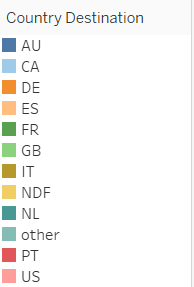 Country Destination
AU
CA
DE
ES
FR
GB
IT
NDF
NL
other
PT
US